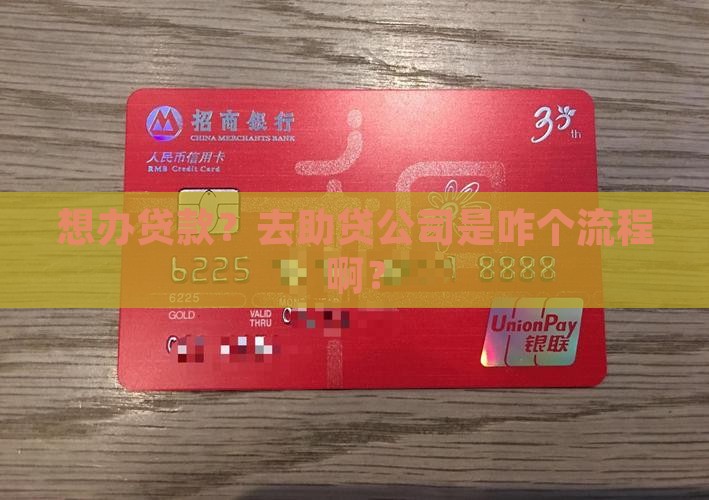 招商银行
CHINA MERCHANTS BANK
30th
人民币信用卡
RMB Credit Card
想办贷款？去助贷公司是咋个流程
啊？
6225 1 8888
6225
GOLD VALID
THRU
UnionPay
银联